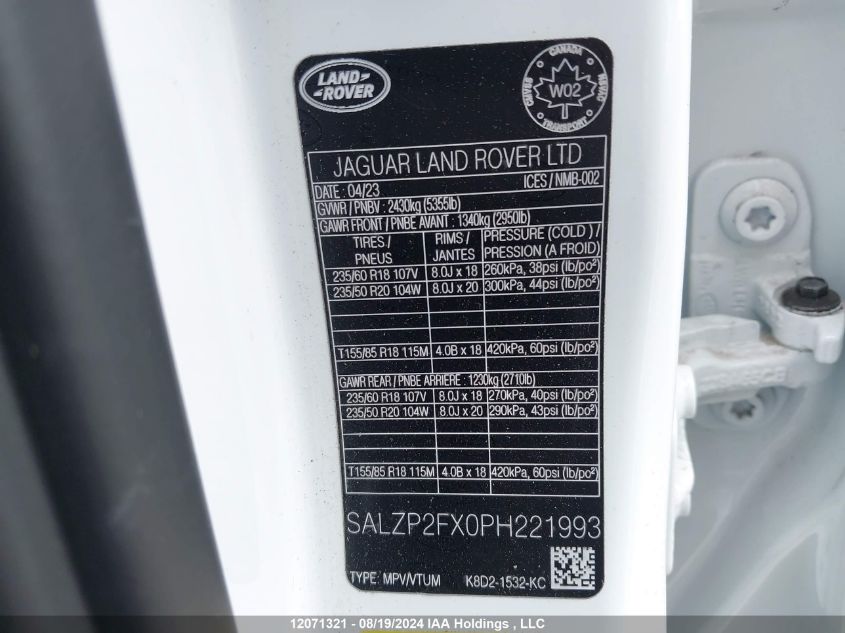 LAND-
-ROVER
CANADA
W02
TRANSPORT
JAGUAR LAND ROVER LTD
DATE : 04/23 ICES / NMB-002
GVWR / PNBV : 2430kg (5355lb)
GAWR FRONT / PNBE AVANT : 1340kg (2950lb)
TIRES / PNEUS RIMS / JANTES PRESSURE (COLD ) / PRESSION (A FROID)
235/60 R18 107V 8.0J x 18 260kPa, 38psi (lb/po²)
235/50 R20 104W 8.0J x 20 300kPa, 44psi (lb/po²)
T155/85 R18 115M 4.0B x 18 420kPa, 60psi (lb/po²)
GAWR REAR / PNBE ARRIERE : 1230kg (2710lb)
235/60 R18 107V 8.0J x 18 270kPa, 40psi (lb/po²)
235/50 R20 104W 8.0J x 20 290kPa, 43psi (lb/po²)
T155/85 R18 115M 4.0B x 18 420kPa, 60psi (lb/po²)
SALZP2FX0PH221993
TYPE: MPV/VTUM K8D2-1532-KC
12071321 - 08/19/2024 IAA Holdings , LLC